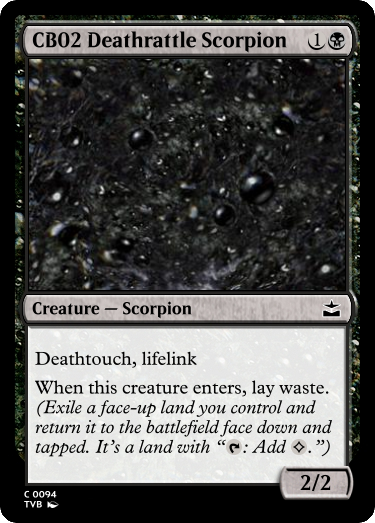 CB02 Deathrattle Scorpion 1
Creature — Scorpion
Deathtouch, lifelink
When this creature enters, lay waste.
(Exile a face-up land you control and
return it to the battlefield face down and
tapped. It's a land with “: Add .”)
2/2
C 0094
TVB